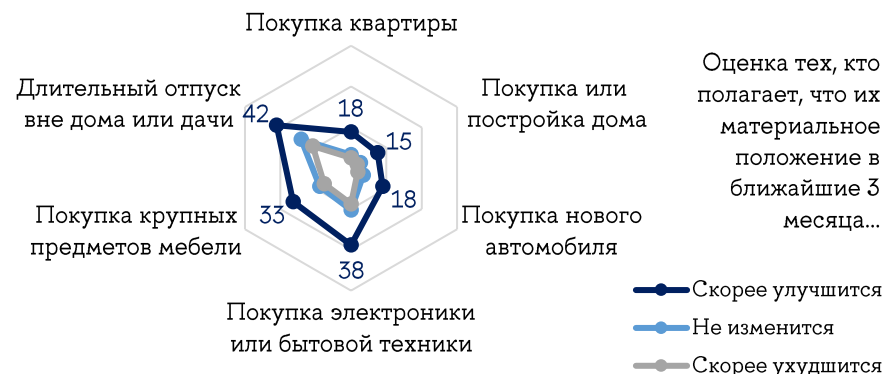 Покупка квартиры
Покупка или
постройка дома
Покупка нового
автомобиля
Покупка электроники
или бытовой техники
Покупка крупных
предметов мебели
Длительный отпуск
вне дома или дачи
18
15
18
38
33
42
Оценка тех, кто
полагает, что их
материальное
положение в
ближайшие 3
месяца...
Скорее улучшится
Не изменится
Скорее ухудшится